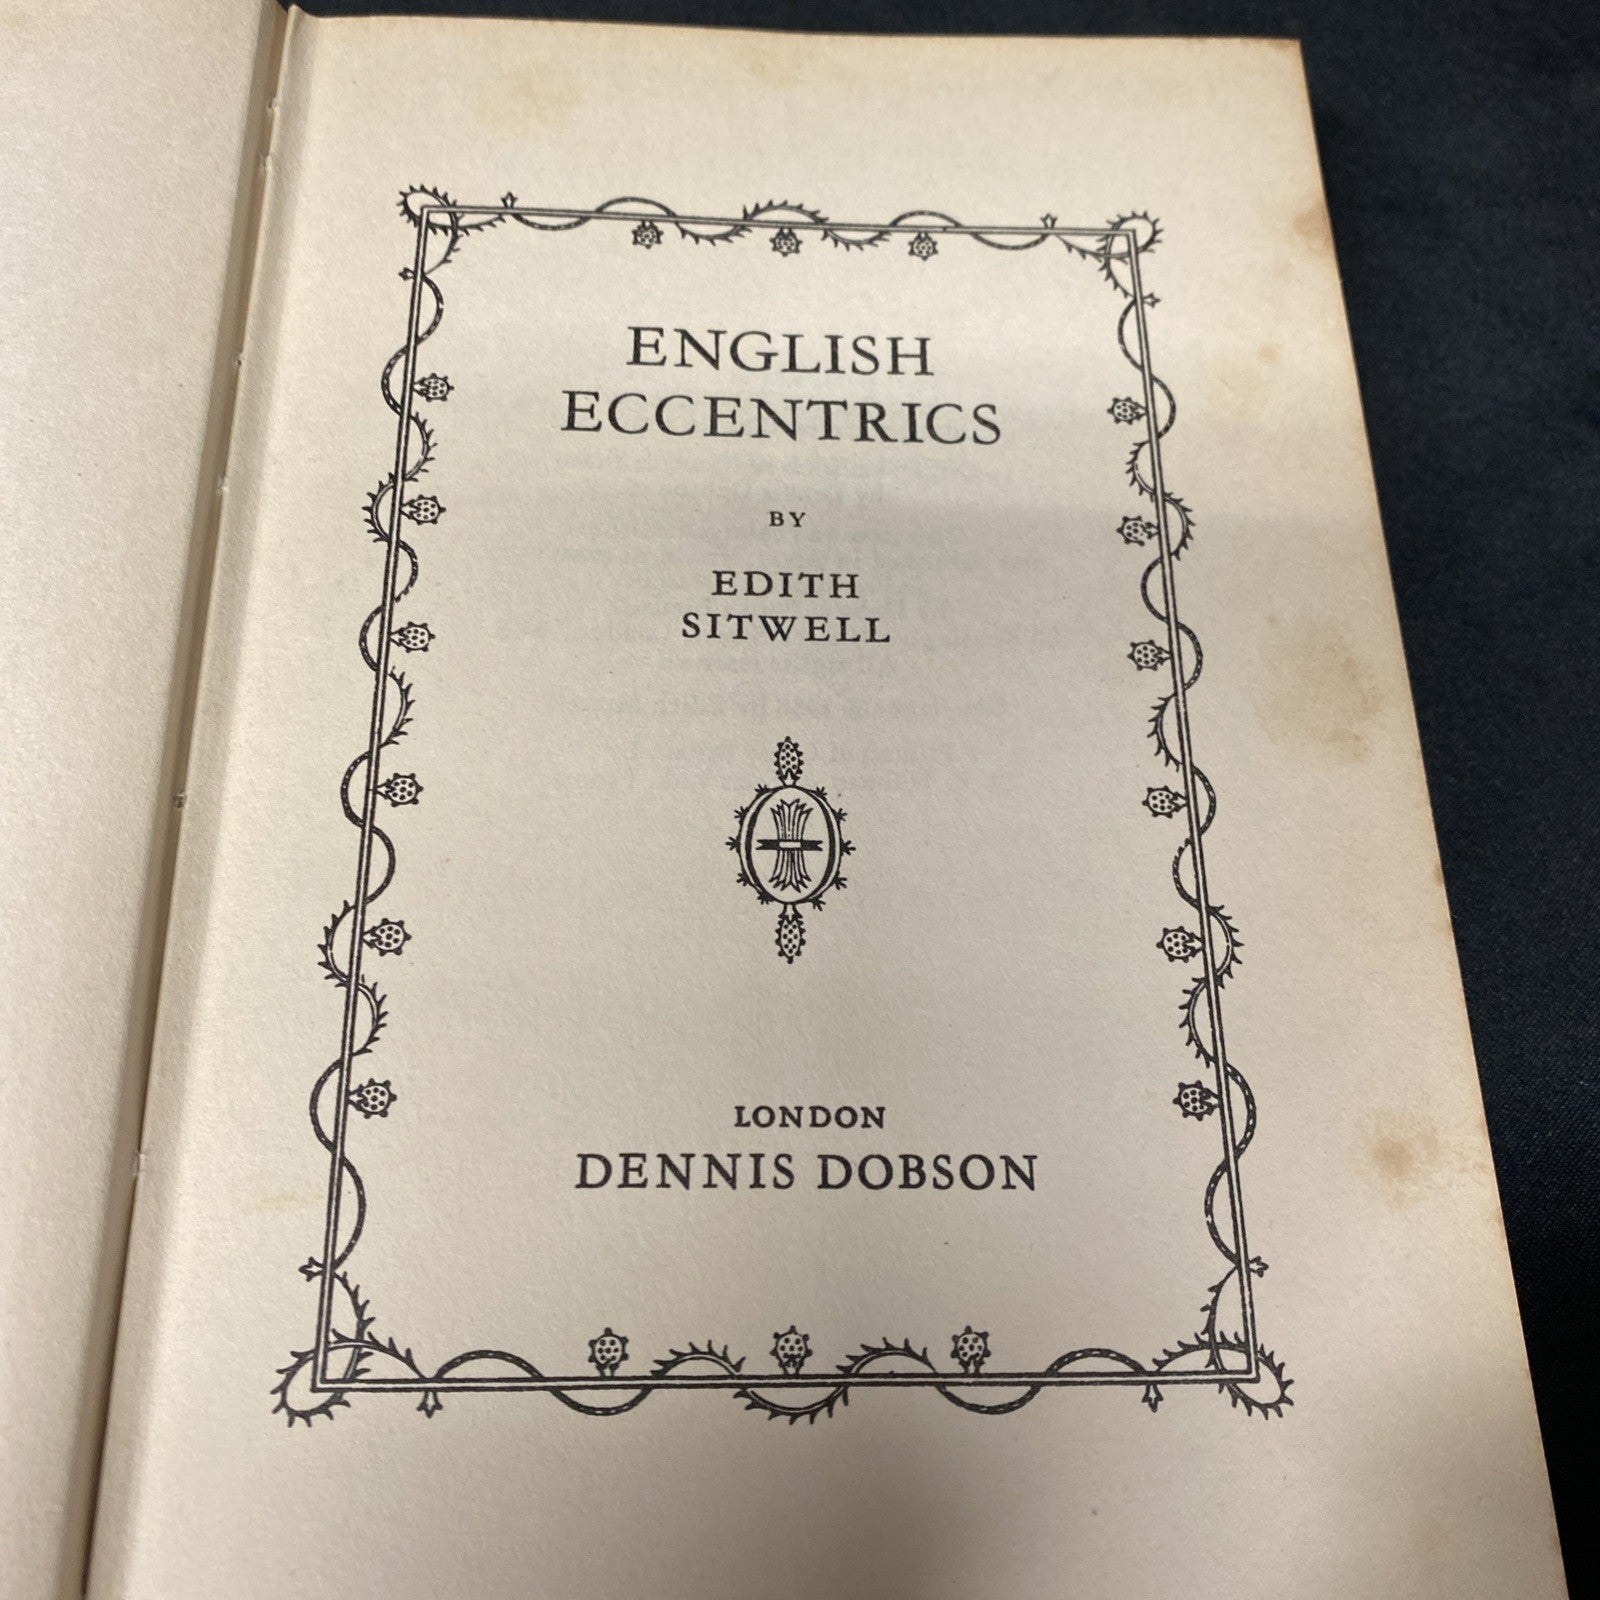 ENGLISH
ECCENTRICS
BY
EDITH
SITWELL
LONDON
DENNIS DOBSON